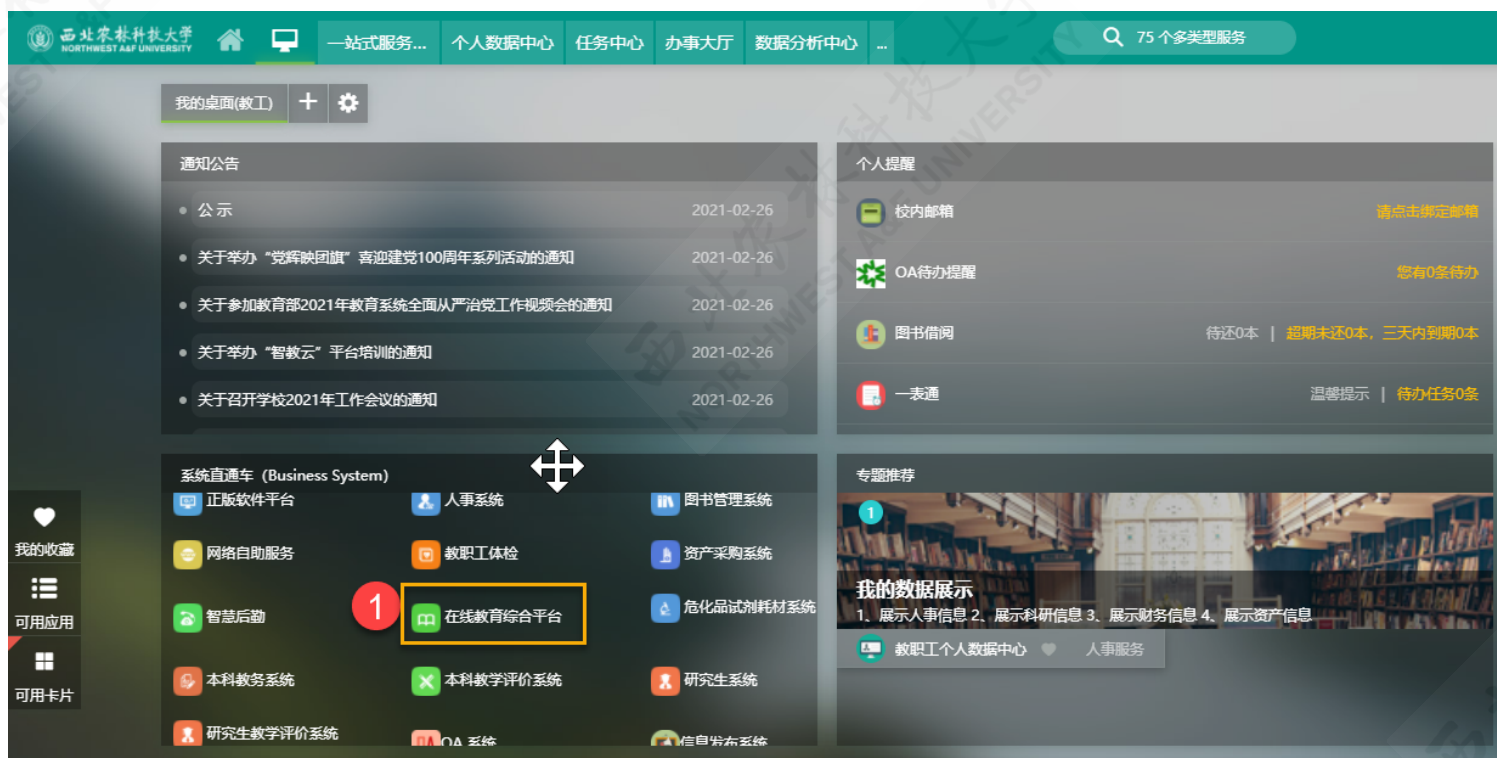 西北农林科技大学
NORTHWEST A&F UNIVERSITY
一站式服务... 个人数据中心 任务中心 办事大厅 数据分析中心 ...
75 个多类型服务
我的桌面(教工)
通知公告
公示 2021-02-26
关于举办“党辉映团旗”喜迎建党100周年系列活动的通知 2021-02-26
关于参加教育部2021年教育系统全面从严治党工作视频会的通知 2021-02-26
关于举办“智教云”平台培训的通知 2021-02-26
关于召开学校2021年工作会议的通知 2021-02-26
个人提醒
校内邮箱 请点击绑定邮箱
OA待办提醒 您有0条待办
图书借阅 待还0本 | 超期未还0本，三天内到期0本
一表通 温馨提示 | 待办任务0条
系统直通车（Business System）
正版软件平台 人事系统 图书管理系统
网络自助服务 教职工体检 资产采购系统
智慧后勤 1 在线教育综合平台 危化品试剂耗材系统
本科教务系统 本科教学评价系统 研究生系统
研究生教学评价系统 OA 系统 信息发布系统
专题推荐
1
我的数据展示
1、展示人事信息 2、展示科研信息 3、展示财务信息 4、展示资产信息
教职工个人数据中心 人事服务
我的收藏
可用应用
可用卡片
西北农林科技大学
NORTHWEST A&F UNIVERSITY